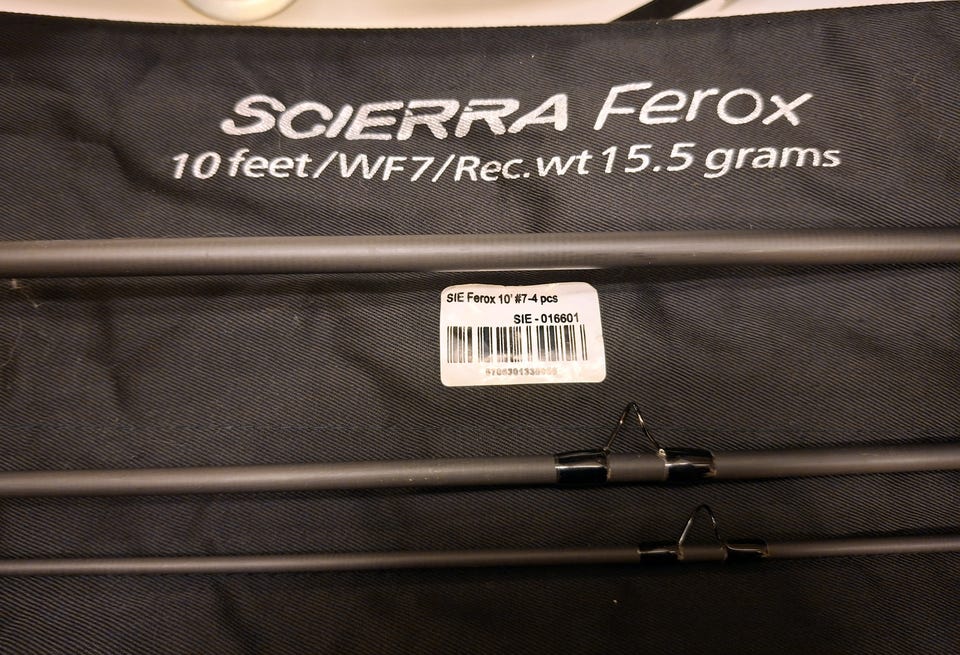 SCIERRA Ferox
10 feet/WF7/Rec.wt 15.5 grams
SIE Ferox 10' #7-4 pcs
SIE - 016601